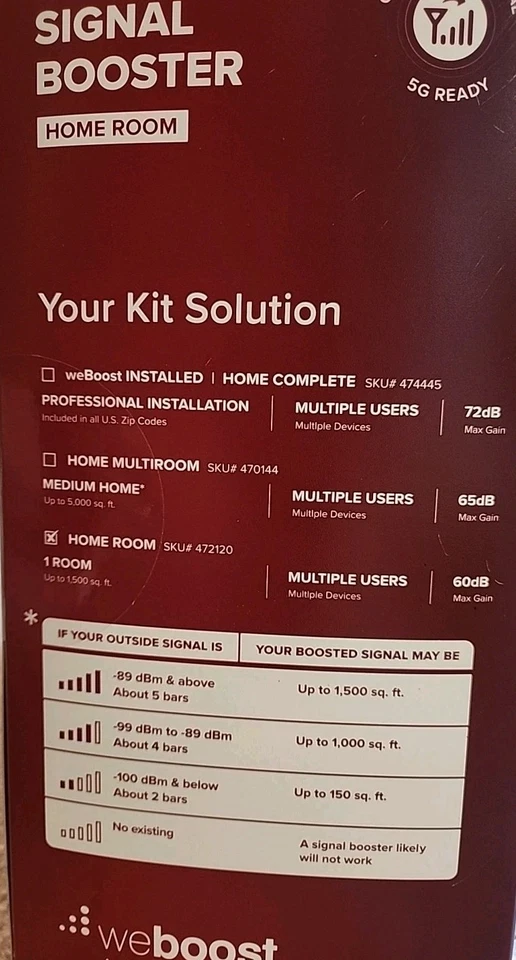 SIGNAL
BOOSTER
HOME ROOM
5G READY
Your Kit Solution
weBoost INSTALLED | HOME COMPLETE SKU# 474445
PROFESSIONAL INSTALLATION
Included in all U.S. Zip Codes
MULTIPLE USERS
Multiple Devices
72dB
Max Gain
HOME MULTIROOM SKU# 470144
MEDIUM HOME*
Up to 5,000 sq. ft.
MULTIPLE USERS
Multiple Devices
65dB
Max Gain
HOME ROOM SKU# 472120
1 ROOM
Up to 1,500 sq. ft.
MULTIPLE USERS
Multiple Devices
60dB
Max Gain
*
IF YOUR OUTSIDE SIGNAL IS
YOUR BOOSTED SIGNAL MAY BE
-89 dBm & above
About 5 bars
Up to 1,500 sq. ft.
-99 dBm to -89 dBm
About 4 bars
Up to 1,000 sq. ft.
-100 dBm & below
About 2 bars
Up to 150 sq. ft.
No existing
A signal booster likely
will not work
weboost